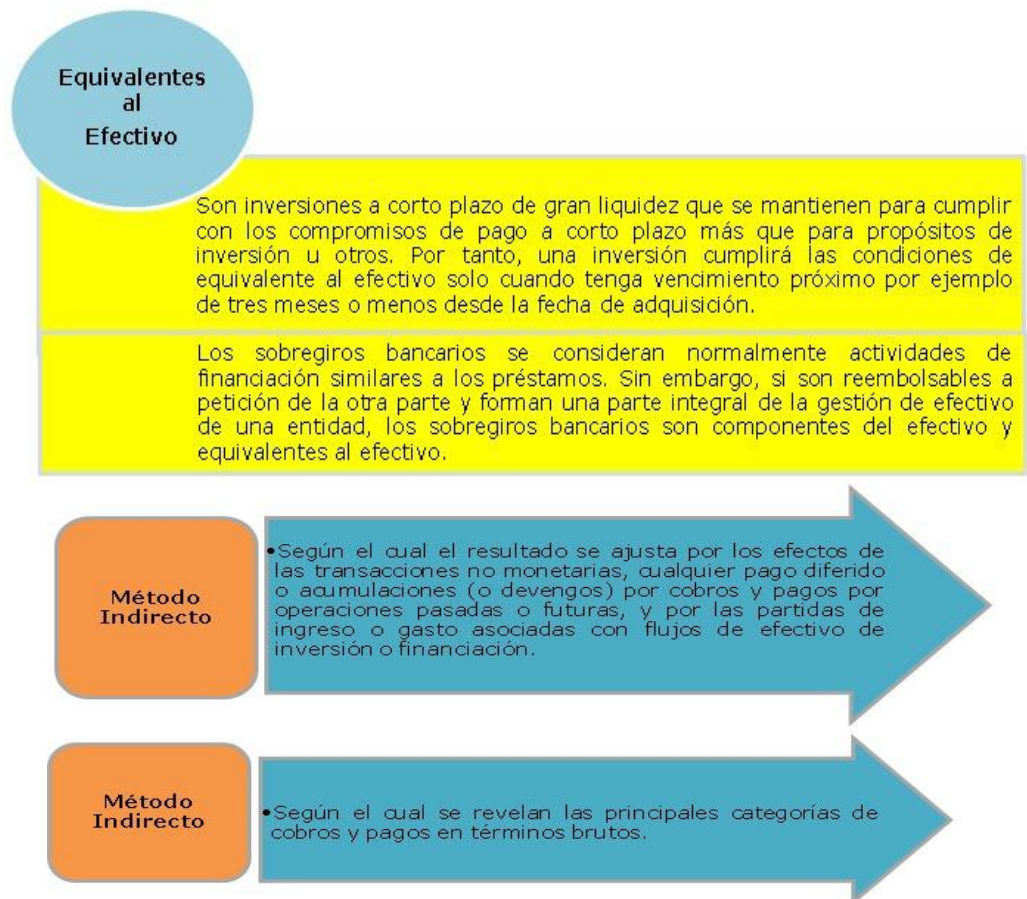 Equivalentes
al
Efectivo
Son inversiones a corto plazo de gran liquidez que se mantienen para cumplir
con los compromisos de pago a corto plazo más que para propósitos de
inversión u otros. Por tanto, una inversión cumplirá las condiciones de
equivalente al efectivo solo cuando tenga vencimiento próximo por ejemplo
de tres meses o menos desde la fecha de adquisición.
Los sobregiros bancarios se consideran normalmente actividades de
financiación similares a los préstamos. Sin embargo, si son reembolsables a
petición de la otra parte y forman una parte integral de la gestión de efectivo
de una entidad, los sobregiros bancarios son componentes del efectivo y
equivalentes al efectivo.
Método
Indirecto
•Según el cual el resultado se ajusta por los efectos de
las transacciones no monetarias, cualquier pago diferido
o acumulaciones (o devengos) por cobros y pagos por
operaciones pasadas o futuras, y por las partidas de
ingreso o gasto asociadas con flujos de efectivo de
inversión o financiación.
Método
Indirecto
•Según el cual se revelan las principales categorías de
cobros y pagos en términos brutos.